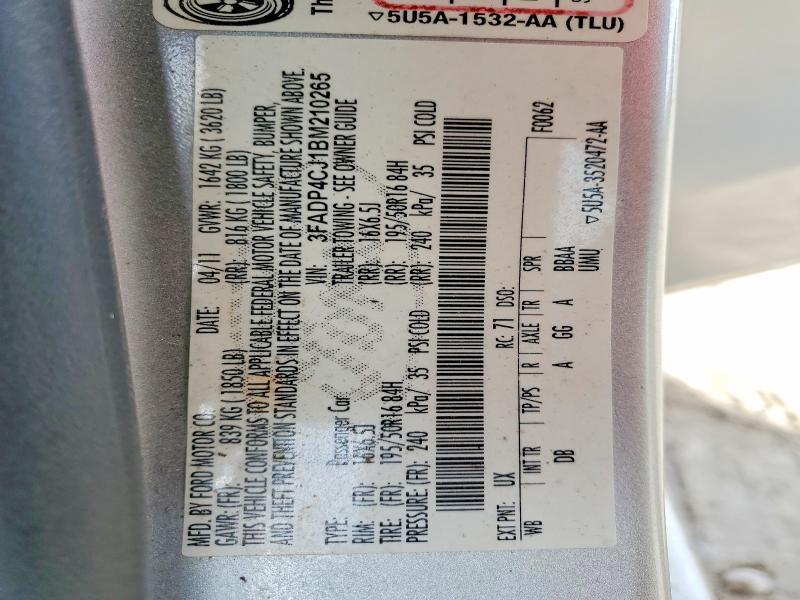 Th
▽5U5A-1532-AA (TLU)
MFD. BY FORD MOTOR CO.
DATE: 04/11 GVWR: 1642 KG ( 3620 LB)
GAWR: (FR): 839 KG ( 1850 LB) (RR): 816 KG ( 1800 LB)
THIS VEHICLE CONFORMS TO ALL APPLICABLE FEDERAL MOTOR VEHICLE SAFETY, BUMPER,
AND THEFT PREVENTION STANDARDS IN EFFECT ON THE DATE OF MANUFACTURE SHOWN ABOVE.
VIN: 3FADP4CJ1BM210265
TYPE: Passenger Car TRAILER TOWING - SEE OWNER GUIDE
RIM: (FR): 16X6.5J (RR): 16X6.5J
TIRE: (FR): 195/50R16 84H (RR): 195/50R16 84H
PRESSURE: (FR): 240 kPa/ 35 PSI COLD (RR): 240 kPa/ 35 PSI COLD
EXT PNT: UX RC: 71 DSO: F0062
WB INT TR TP/PS R AXLE TR SPR
DB A GG A BBAA
UMU
▽5U5A-3S20472-AA